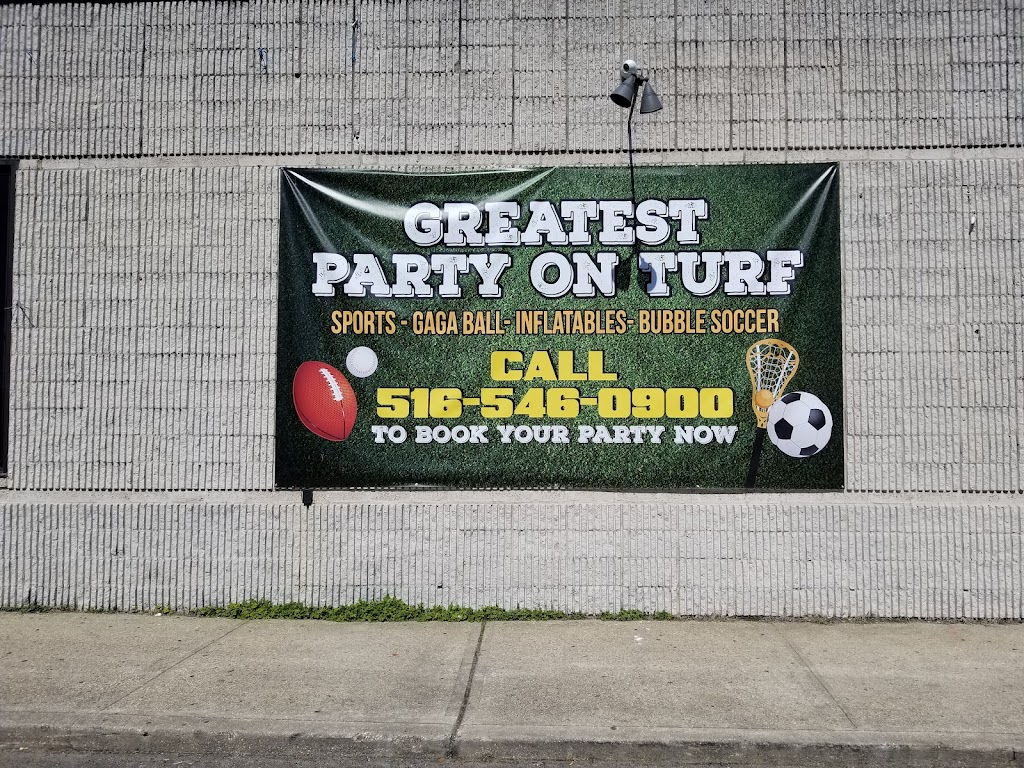 GREATEST
PARTY ON TURF
SPORTS - GAGA BALL- INFLATABLES- BUBBLE SOCCER
CALL
516-546-0900
TO BOOK YOUR PARTY NOW